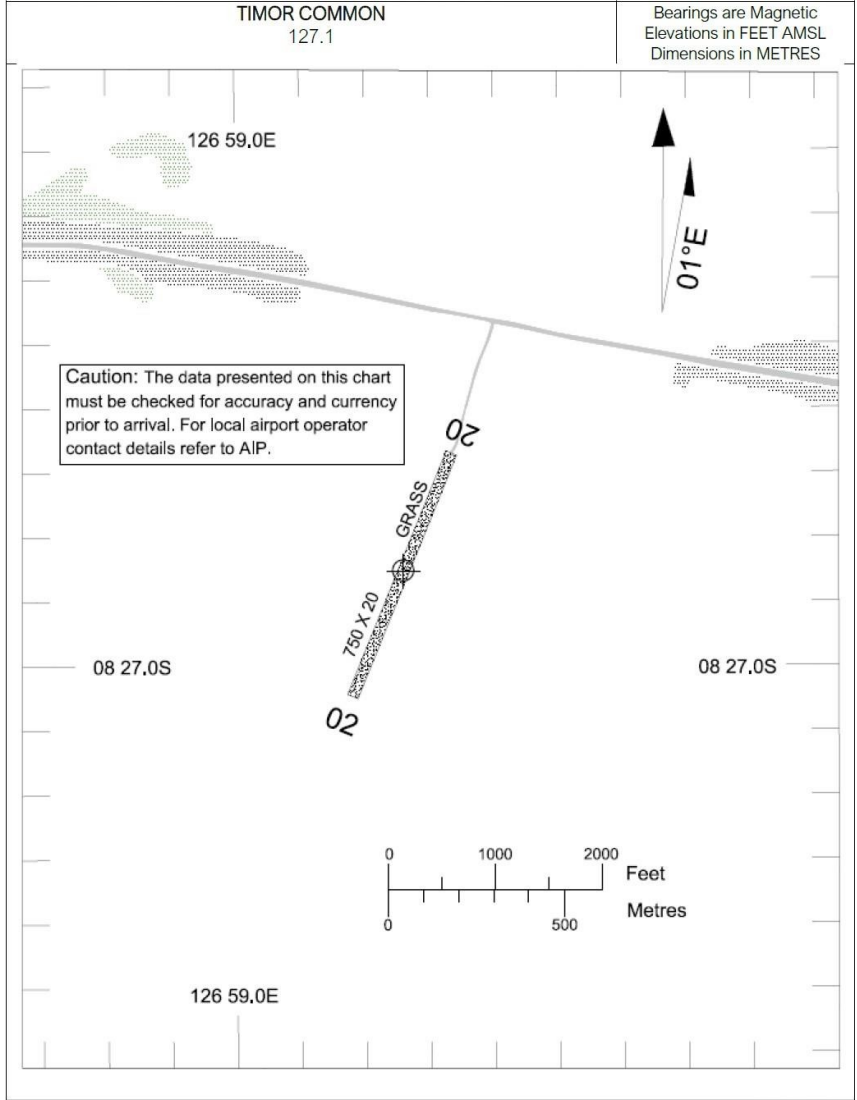 TIMOR COMMON
127.1
Bearings are Magnetic
Elevations in FEET AMSL
Dimensions in METRES
126 59.0E
01°E
Caution: The data presented on this chart
must be checked for accuracy and currency
prior to arrival. For local airport operator
contact details refer to AIP.
20
GRASS
750 X 20
08 27.0S
08 27.0S
02
0 1000 2000
Feet
Metres
0 500
126 59.0E